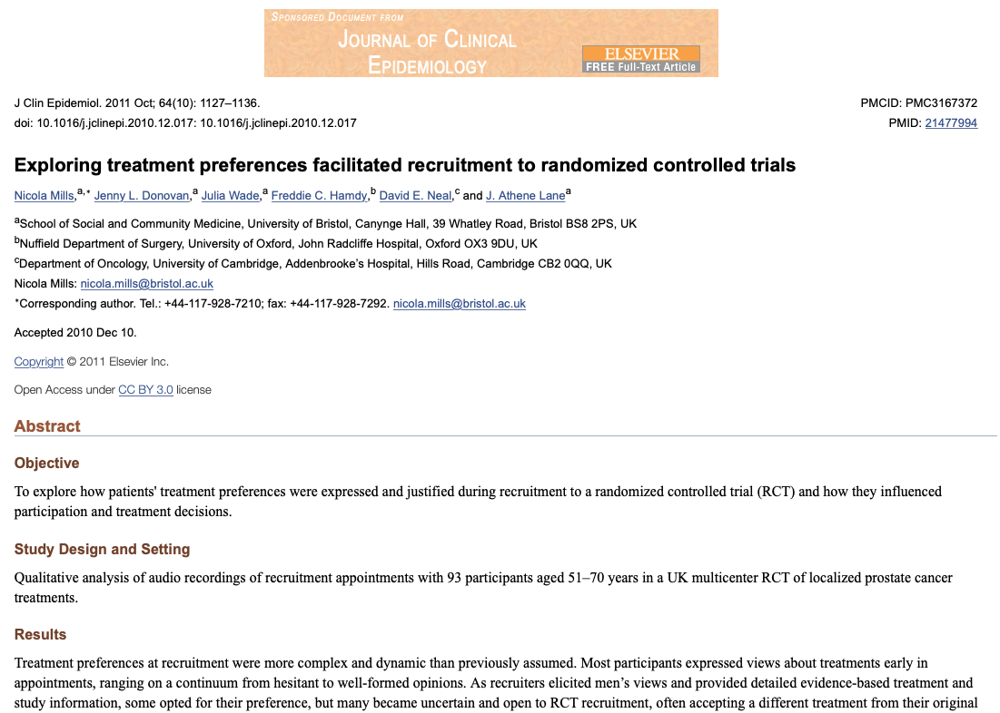 SPONSORED DOCUMENT FROM
JOURNAL OF CLINICAL
EPIDEMIOLOGY
ELSEVIER
FREE Full-Text Article
J Clin Epidemiol. 2011 Oct; 64(10): 1127–1136.
PMCID: PMC3167372
doi: 10.1016/j.jclinepi.2010.12.017: 10.1016/j.jclinepi.2010.12.017
PMID: 21477994
Exploring treatment preferences facilitated recruitment to randomized controlled trials
Nicola Mills,a,* Jenny L. Donovan,a Julia Wade,a Freddie C. Hamdy,b David E. Neal,c and J. Athene Lanea
aSchool of Social and Community Medicine, University of Bristol, Canynge Hall, 39 Whatley Road, Bristol BS8 2PS, UK
bNuffield Department of Surgery, University of Oxford, John Radcliffe Hospital, Oxford OX3 9DU, UK
cDepartment of Oncology, University of Cambridge, Addenbrooke’s Hospital, Hills Road, Cambridge CB2 0QQ, UK
Nicola Mills: nicola.mills@bristol.ac.uk
*Corresponding author. Tel.: +44-117-928-7210; fax: +44-117-928-7292. nicola.mills@bristol.ac.uk
Accepted 2010 Dec 10.
Copyright © 2011 Elsevier Inc.
Open Access under CC BY 3.0 license
Abstract
Objective
To explore how patients' treatment preferences were expressed and justified during recruitment to a randomized controlled trial (RCT) and how they influenced
participation and treatment decisions.
Study Design and Setting
Qualitative analysis of audio recordings of recruitment appointments with 93 participants aged 51–70 years in a UK multicenter RCT of localized prostate cancer
treatments.
Results
Treatment preferences at recruitment were more complex and dynamic than previously assumed. Most participants expressed views about treatments early in
appointments, ranging on a continuum from hesitant to well-formed opinions. As recruiters elicited men’s views and provided detailed evidence-based treatment and
study information, some opted for their preference, but many became uncertain and open to RCT recruitment, often accepting a different treatment from their original